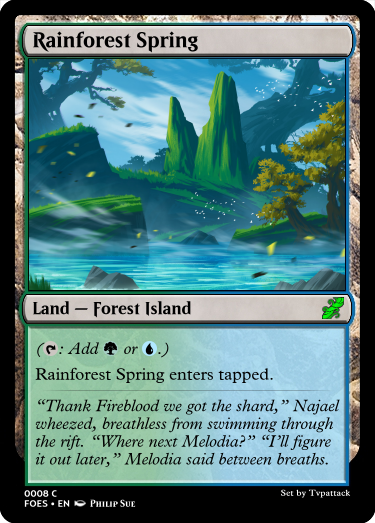 Rainforest Spring
Land — Forest Island
(: Add or .)
Rainforest Spring enters tapped.
“Thank Fireblood we got the shard,” Najael
wheezed, breathless from swimming through
the rift. “Where next Melodia?” “I’ll figure
it out later,” Melodia said between breaths.
0008 C
FOES • EN Philip Sue
Set by Tvpattack